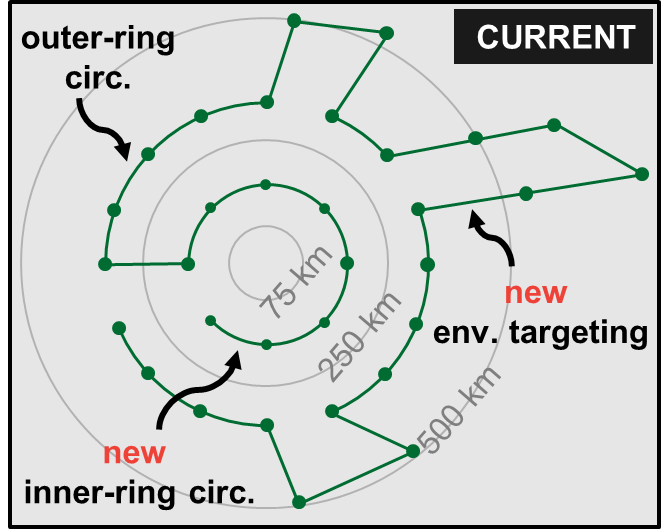 CURRENT
outer-ring
circ.
75 km
250 km
500 km
new
env. targeting
new
inner-ring circ.